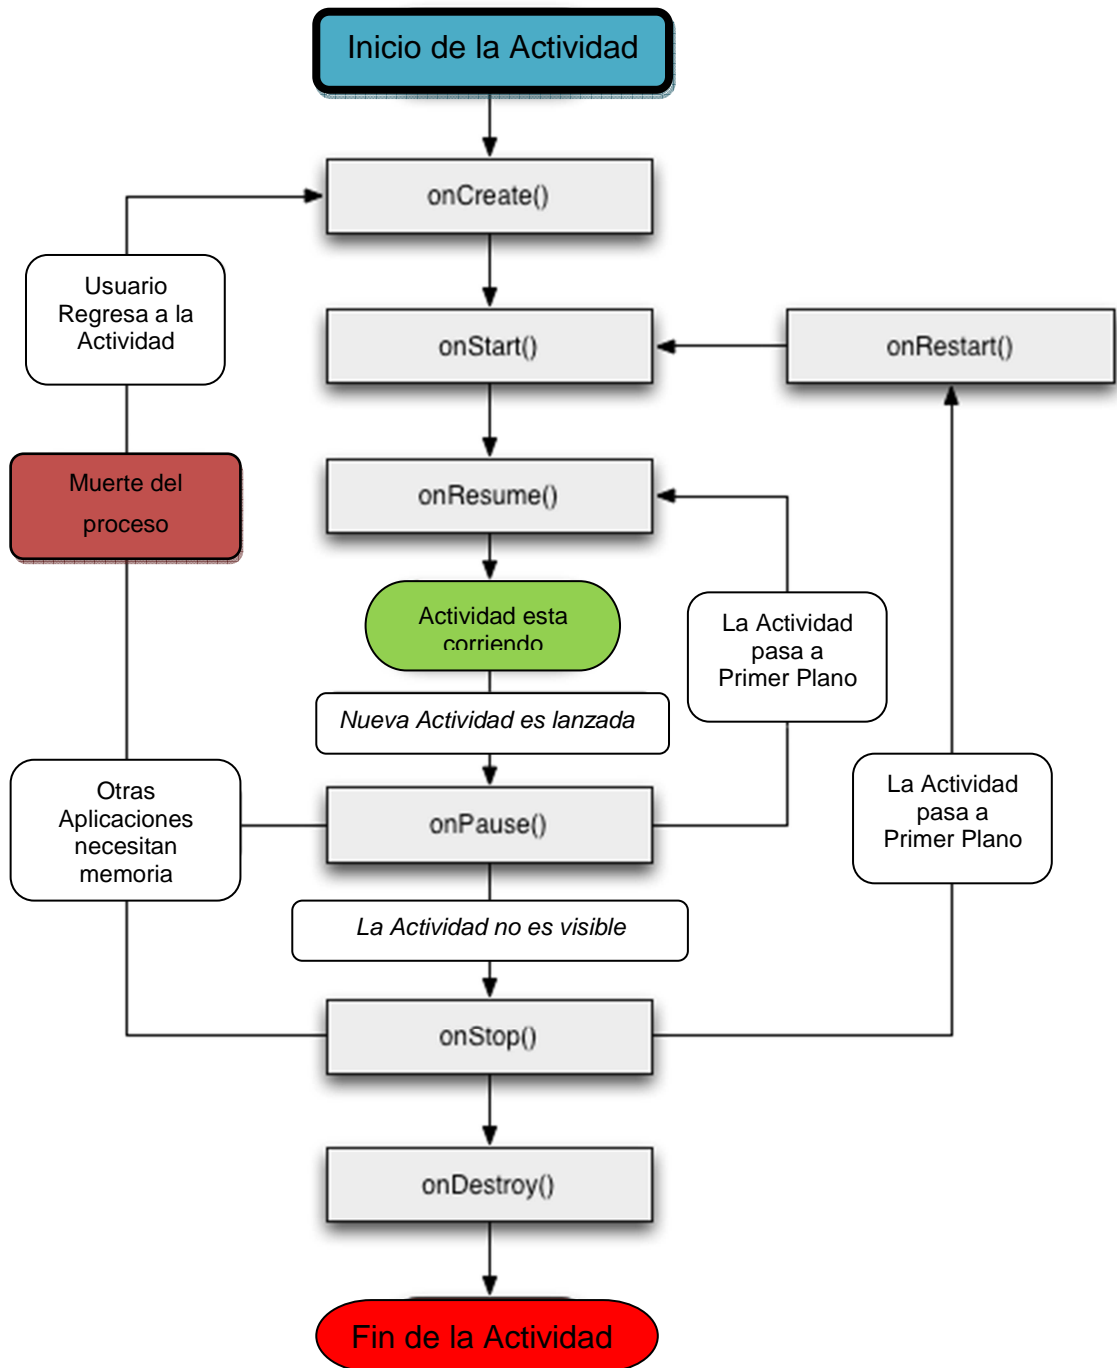 Inicio de la Actividad
onCreate()
Usuario
Regresa a la
Actividad
onStart()
onRestart()
onResume()
Muerte del
proceso
Actividad esta
corriendo
La Actividad
pasa a
Primer Plano
Nueva Actividad es lanzada
Otras
Aplicaciones
necesitan
memoria
onPause()
La Actividad
pasa a
Primer Plano
La Actividad no es visible
onStop()
onDestroy()
Fin de la Actividad